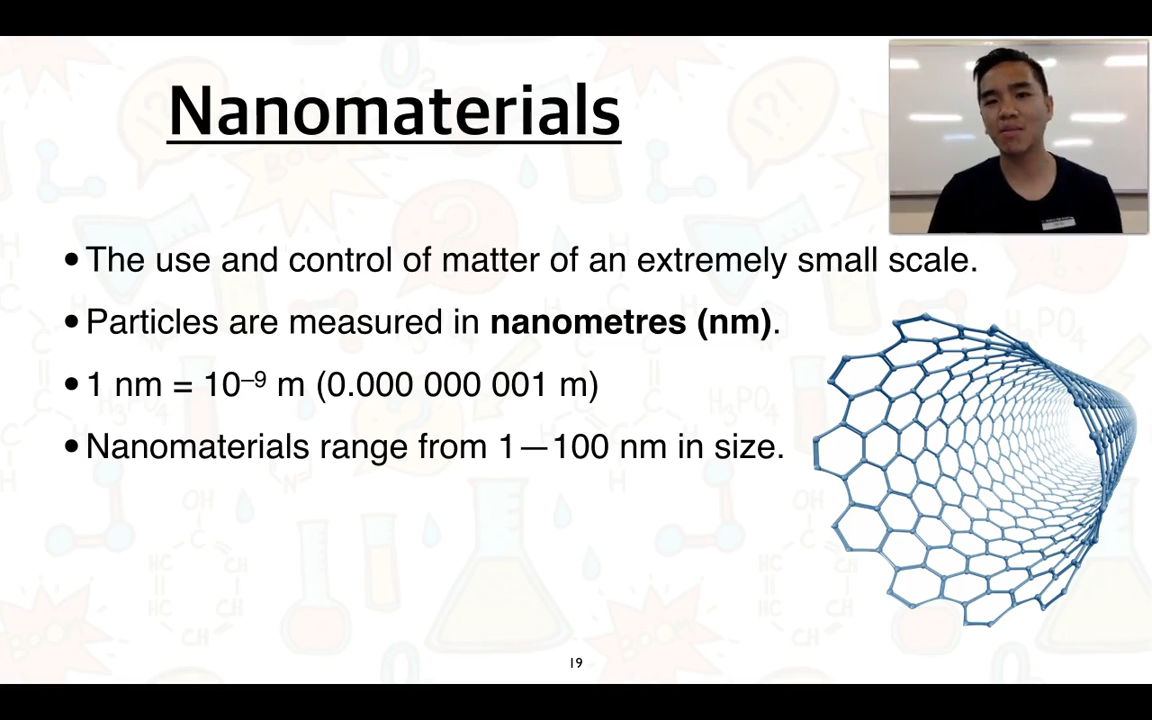 Nanomaterials
• The use and control of matter of an extremely small scale.
• Particles are measured in nanometres (nm).
• 1 nm = 10⁻⁹ m (0.000 000 001 m)
• Nanomaterials range from 1—100 nm in size.
19